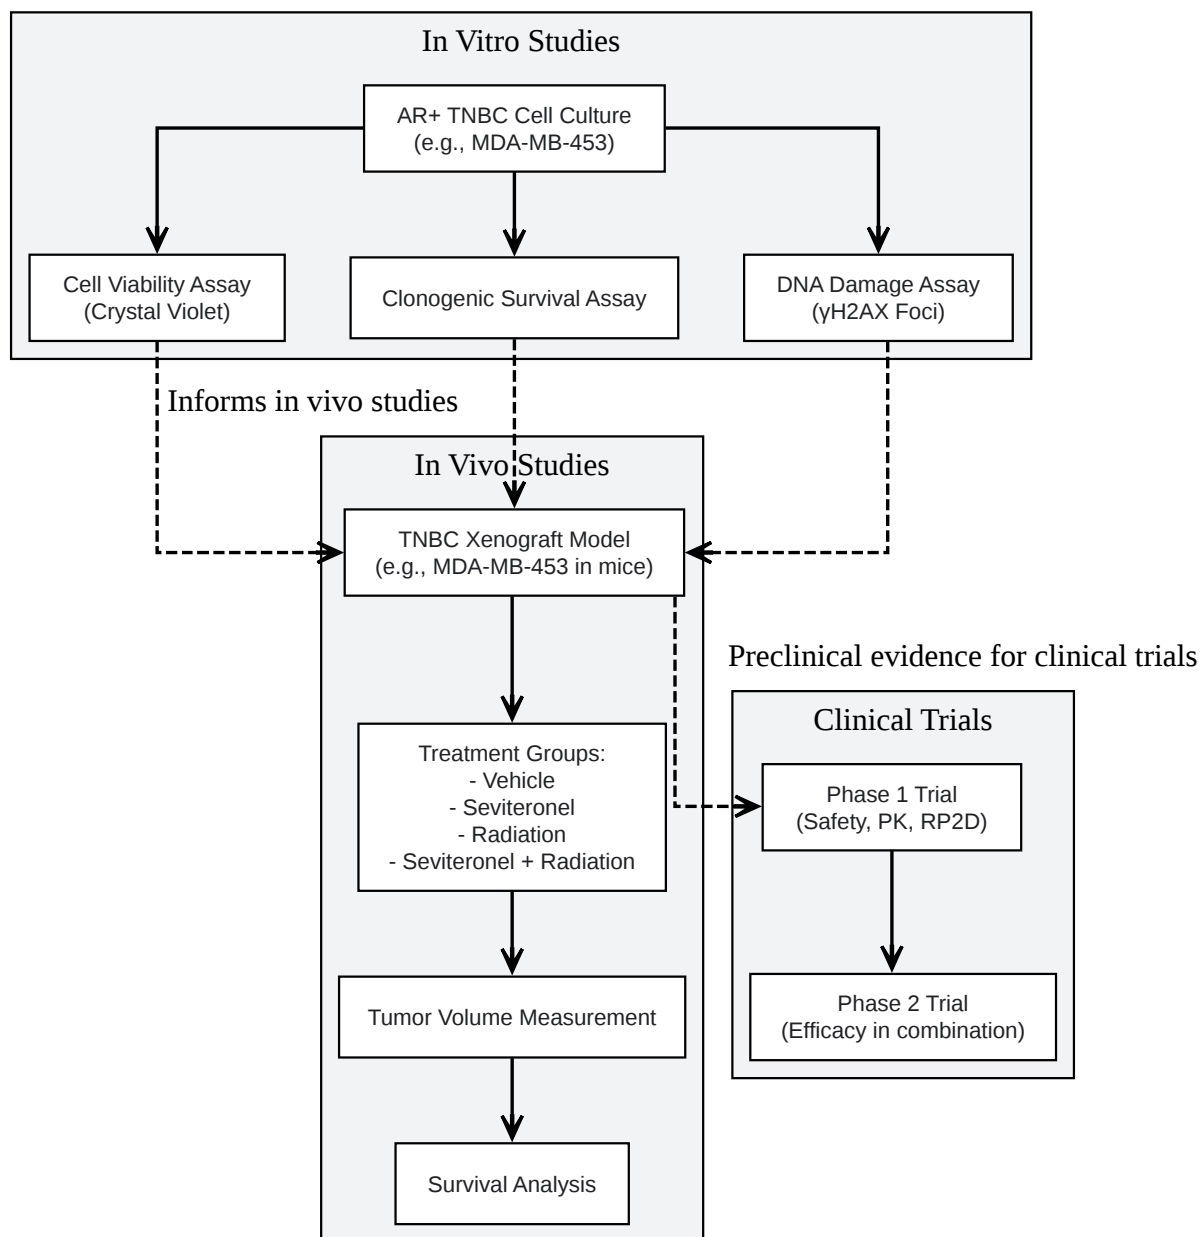 In Vitro Studies
AR+ TNBC Cell Culture
(e.g., MDA-MB-453)
Cell Viability Assay
(Crystal Violet)
Clonogenic Survival Assay
DNA Damage Assay
(γH2AX Foci)
Informs in vivo studies
In Vivo Studies
TNBC Xenograft Model
(e.g., MDA-MB-453 in mice)
Treatment Groups:
- Vehicle
- Seviteronel
- Radiation
- Seviteronel + Radiation
Tumor Volume Measurement
Survival Analysis
Preclinical evidence for clinical trials
Clinical Trials
Phase 1 Trial
(Safety, PK, RP2D)
Phase 2 Trial
(Efficacy in combination)